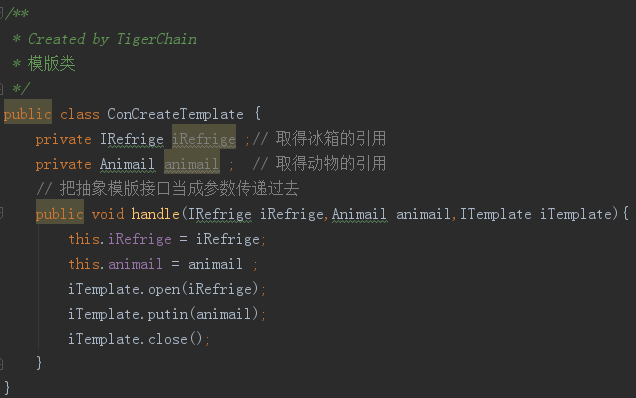 /**
 * Created by TigerChain
 * 模版类
 */
public class ConCreateTemplate {
    private IRefrige iRefrige ;// 取得冰箱的引用
    private Animail animail ;  // 取得动物的引用
    // 把抽象模版接口当成参数传递过去
    public void handle(IRefrige iRefrige,Animail animail,ITemplate iTemplate){
        this.iRefrige = iRefrige;
        this.animail = animail ;
        iTemplate.open(iRefrige);
        iTemplate.putin(animail);
        iTemplate.close();
    }
}